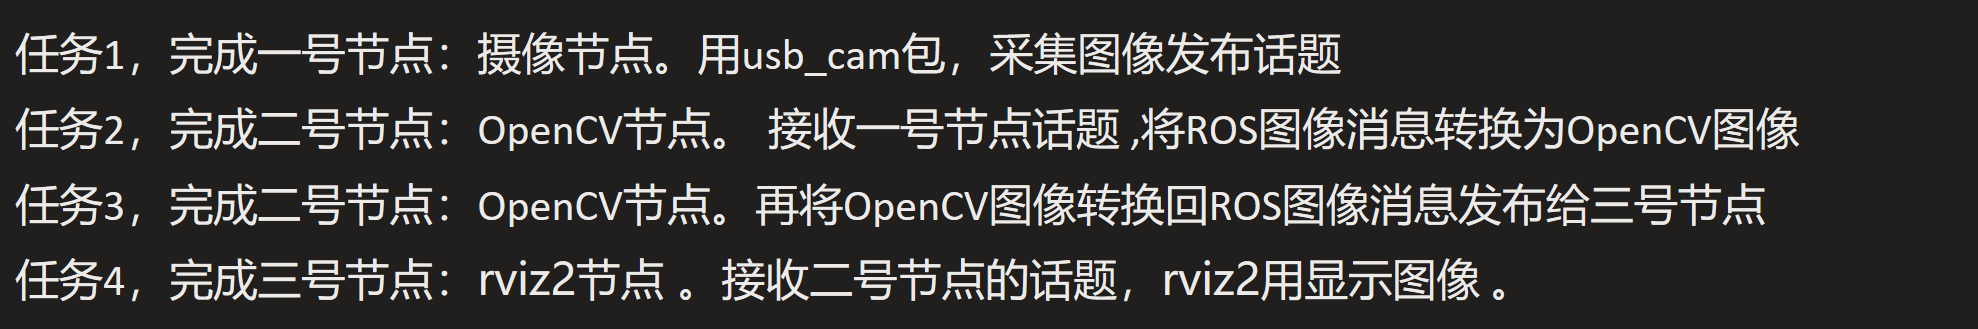 任务1，完成一号节点：摄像节点。用usb_cam包，采集图像发布话题
任务2，完成二号节点：OpenCV节点。 接收一号节点话题 ,将ROS图像消息转换为OpenCV图像
任务3，完成二号节点：OpenCV节点。再将OpenCV图像转换回ROS图像消息发布给三号节点
任务4，完成三号节点：rviz2节点 。接收二号节点的话题，rviz2用显示图像 。